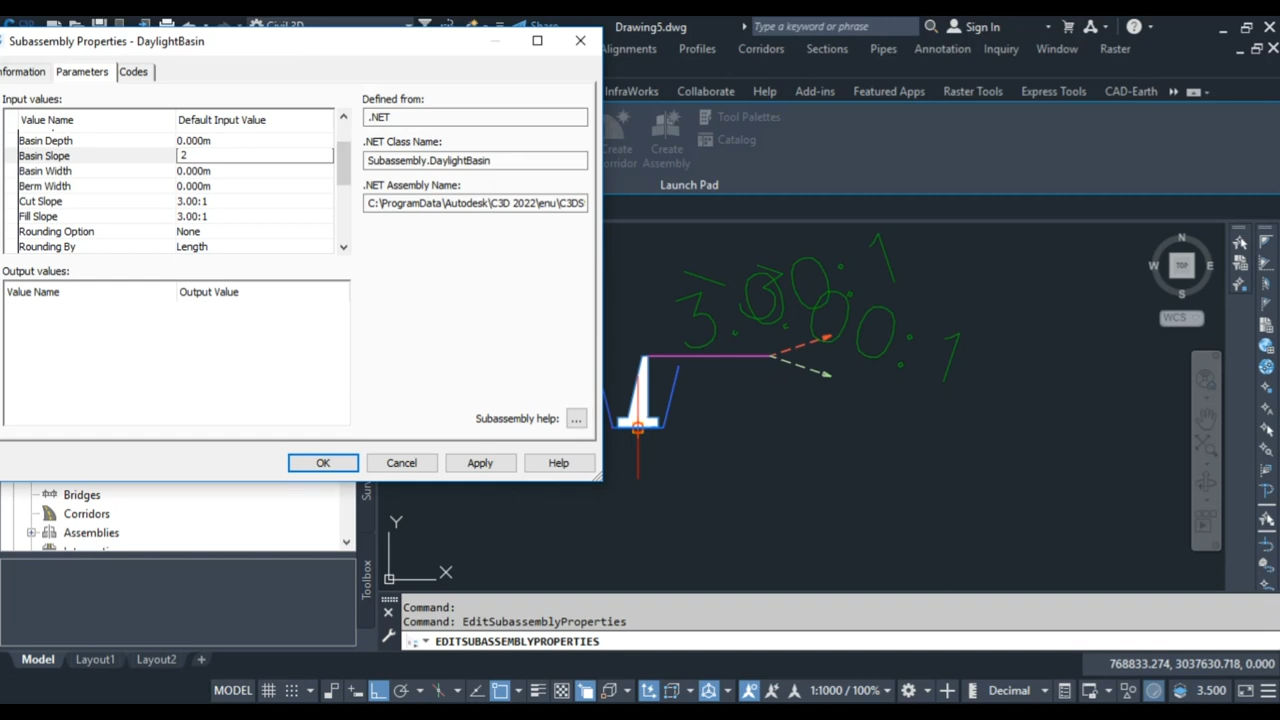 Civil 3D
Share
Drawing5.dwg
Type a keyword or phrase
Sign In
Subassembly Properties - DaylightBasin
Alignments Profiles Corridors Sections Pipes Annotation Inquiry Window Raster
nformation Parameters Codes
InfraWorks Collaborate Help Add-ins Featured Apps Raster Tools Express Tools CAD-Earth
Input values:
Value Name Default Input Value
Basin Depth 0.000m
Basin Slope 2
Basin Width 0.000m
Berm Width 0.000m
Cut Slope 3.00:1
Fill Slope 3.00:1
Rounding Option None
Rounding By Length
Defined from:
.NET
.NET Class Name:
Subassembly.DaylightBasin
.NET Assembly Name:
C:\ProgramData\Autodesk\C3D 2022\enu\C3DS
Output values:
Value Name Output Value
Subassembly help: ...
OK Cancel Apply Help
Create
Corridor
Create
Assembly
Tool Palettes
Catalog
Launch Pad
3.00:1
3.00:1
N
W TOP E
S
WCS
Bridges
Corridors
Assemblies
Toolbox
Y
X
Command:
Command: EditSubassemblyProperties
EDITSUBASSEMBLYPROPERTIES
Model Layout1 Layout2 +
768833.274, 3037630.718, 0.000
MODEL 1:1000 / 100% Decimal 3.500